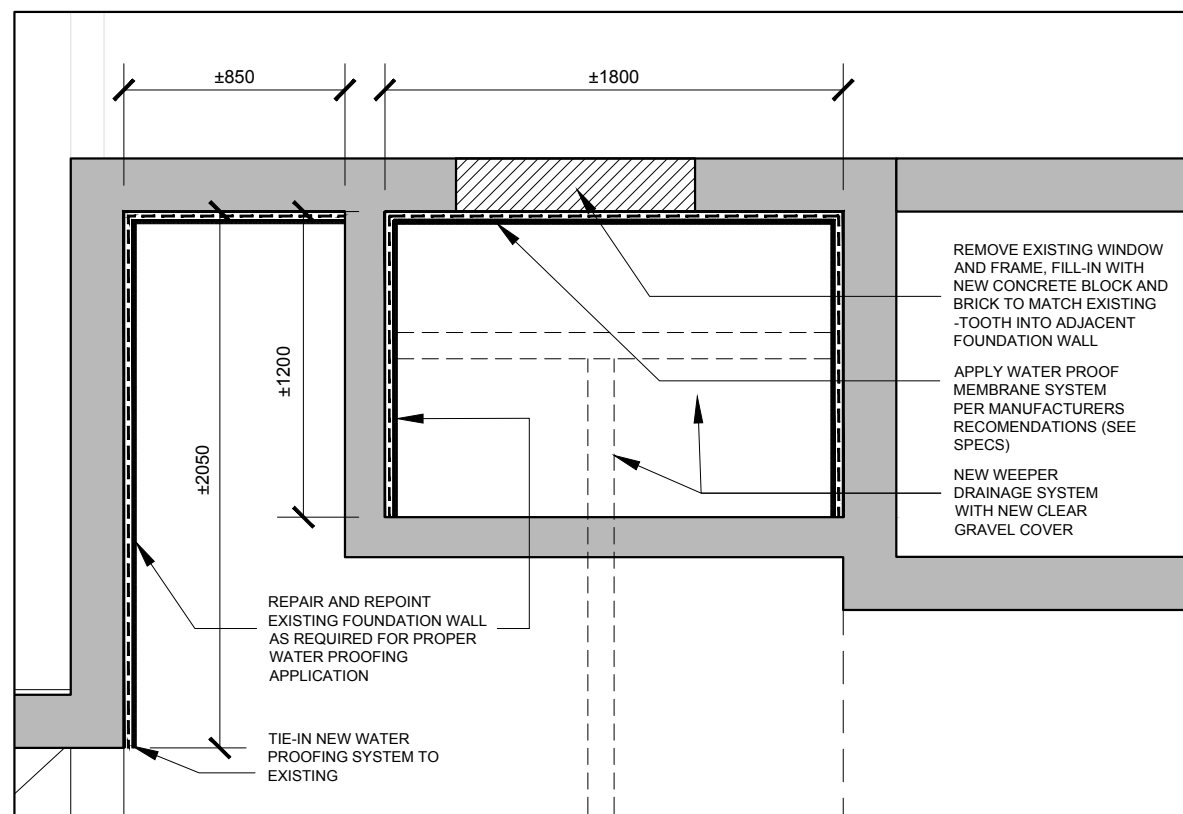 ±850
±1800
±1200
±2050
REMOVE EXISTING WINDOW
AND FRAME, FILL-IN WITH
NEW CONCRETE BLOCK AND
BRICK TO MATCH EXISTING
-TOOTH INTO ADJACENT
FOUNDATION WALL
APPLY WATER PROOF
MEMBRANE SYSTEM
PER MANUFACTURERS
RECOMENDATIONS (SEE
SPECS)
NEW WEEPER
DRAINAGE SYSTEM
WITH NEW CLEAR
GRAVEL COVER
REPAIR AND REPOINT
EXISTING FOUNDATION WALL
AS REQUIRED FOR PROPER
WATER PROOFING
APPLICATION
TIE-IN NEW WATER
PROOFING SYSTEM TO
EXISTING